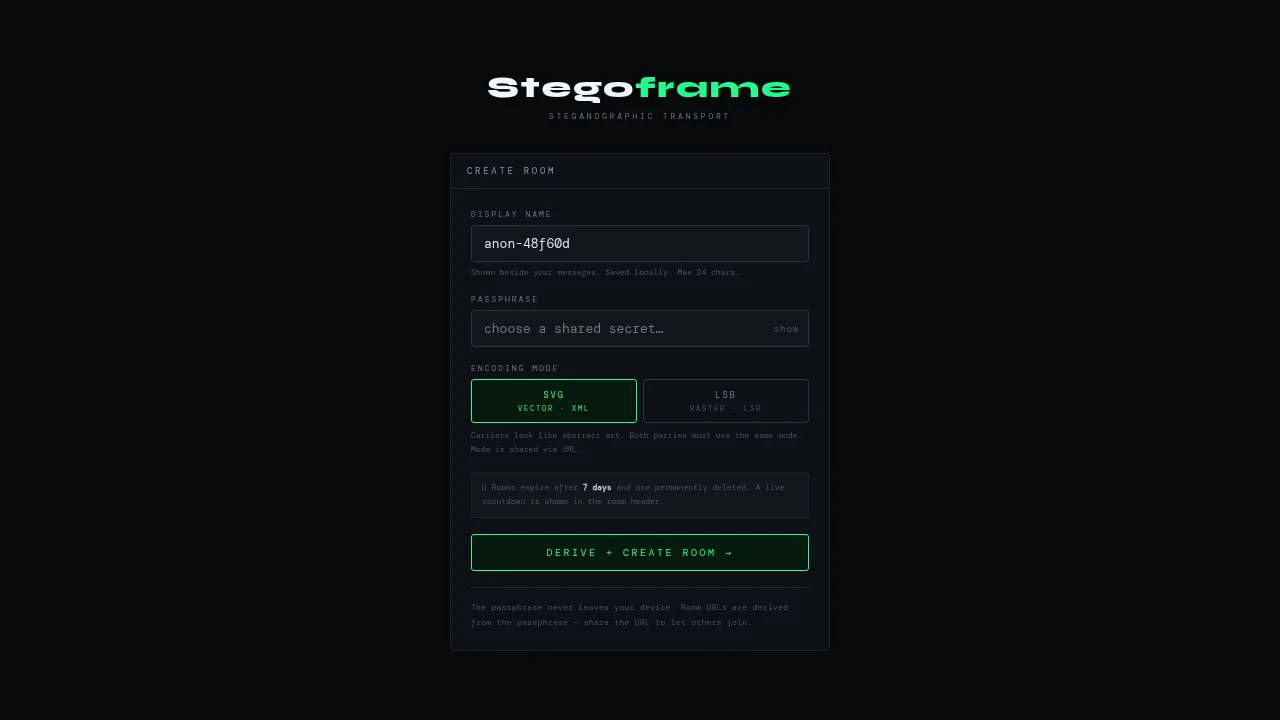 Stegoframe
STEGANOGRAPHIC TRANSPORT
CREATE ROOM
DISPLAY NAME
anon-48f60d
Shown beside your messages. Saved locally. Max 24 chars.
PASSPHRASE
choose a shared secret…
show
ENCODING MODE
SVG
VECTOR · XML
LSB
RASTER · LSB
Carriers look like abstract art. Both parties must use the same mode.
Mode is shared via URL.
Rooms expire after 7 days and are permanently deleted. A live
countdown is shown in the room header.
DERIVE + CREATE ROOM →
The passphrase never leaves your device. Room URLs are derived
from the passphrase — share the URL to let others join.